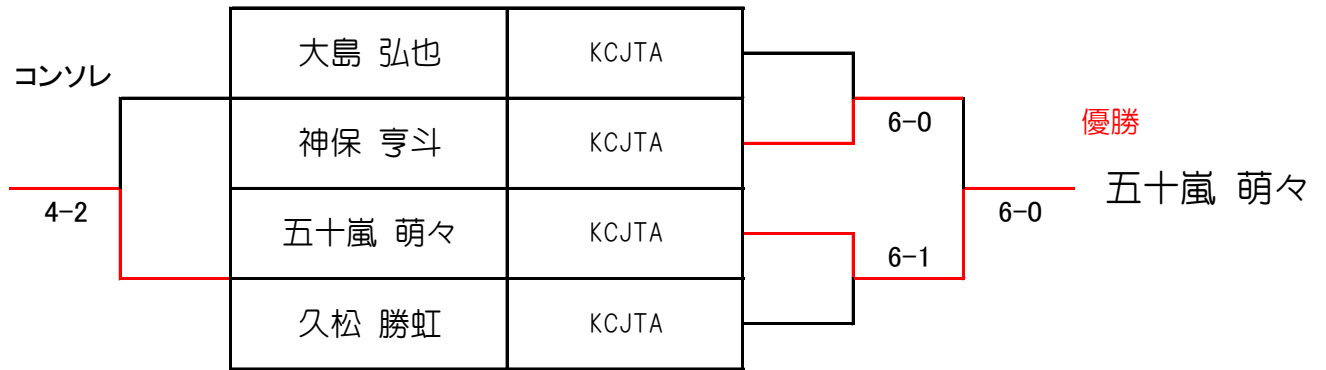 大島 弘也 KCJTA
コンソレ
神保 亨斗 KCJTA
6-0
優勝
4-2
五十嵐 萌々
6-0
五十嵐 萌々 KCJTA
6-1
久松 勝虹 KCJTA